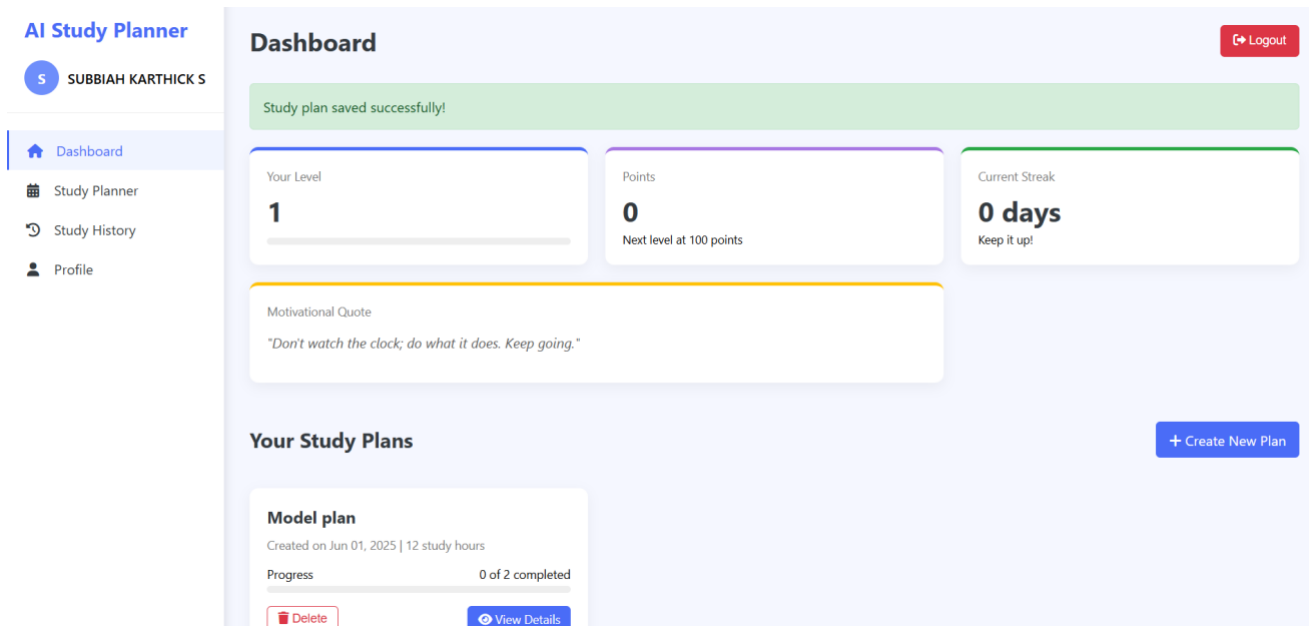 AI Study Planner
S SUBBIAH KARTHICK S
Dashboard
Study Planner
Study History
Profile
Dashboard
Logout
Study plan saved successfully!
Your Level
1
Points
0
Next level at 100 points
Current Streak
0 days
Keep it up!
Motivational Quote
"Don't watch the clock; do what it does. Keep going."
Your Study Plans
+ Create New Plan
Model plan
Created on Jun 01, 2025 | 12 study hours
Progress 0 of 2 completed
Delete
View Details